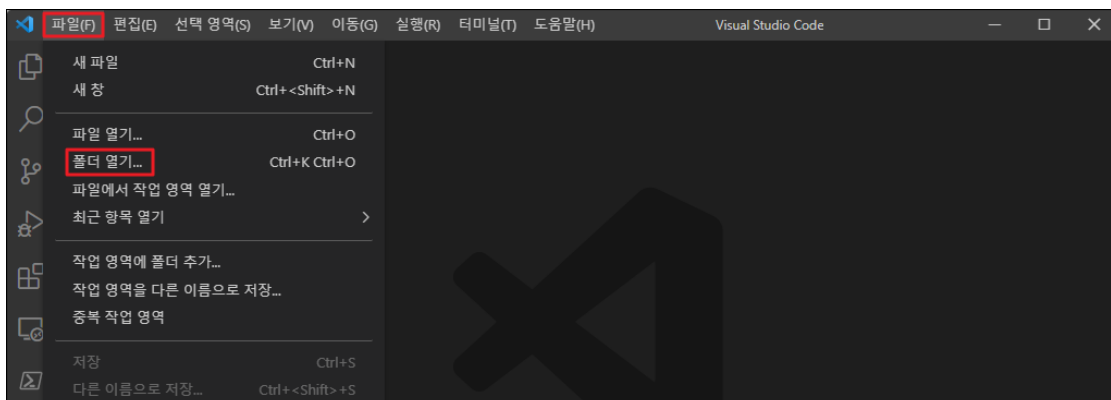 파일(F) 편집(E) 선택 영역(S) 보기(V) 이동(G) 실행(R) 터미널(T) 도움말(H) Visual Studio Code
새 파일 Ctrl+N
새 창 Ctrl+<Shift>+N
파일 열기... Ctrl+O
폴더 열기... Ctrl+K Ctrl+O
파일에서 작업 영역 열기...
최근 항목 열기
작업 영역에 폴더 추가...
작업 영역을 다른 이름으로 저장...
중복 작업 영역
저장 Ctrl+S
다른 이름으로 저장... Ctrl+<Shift>+S